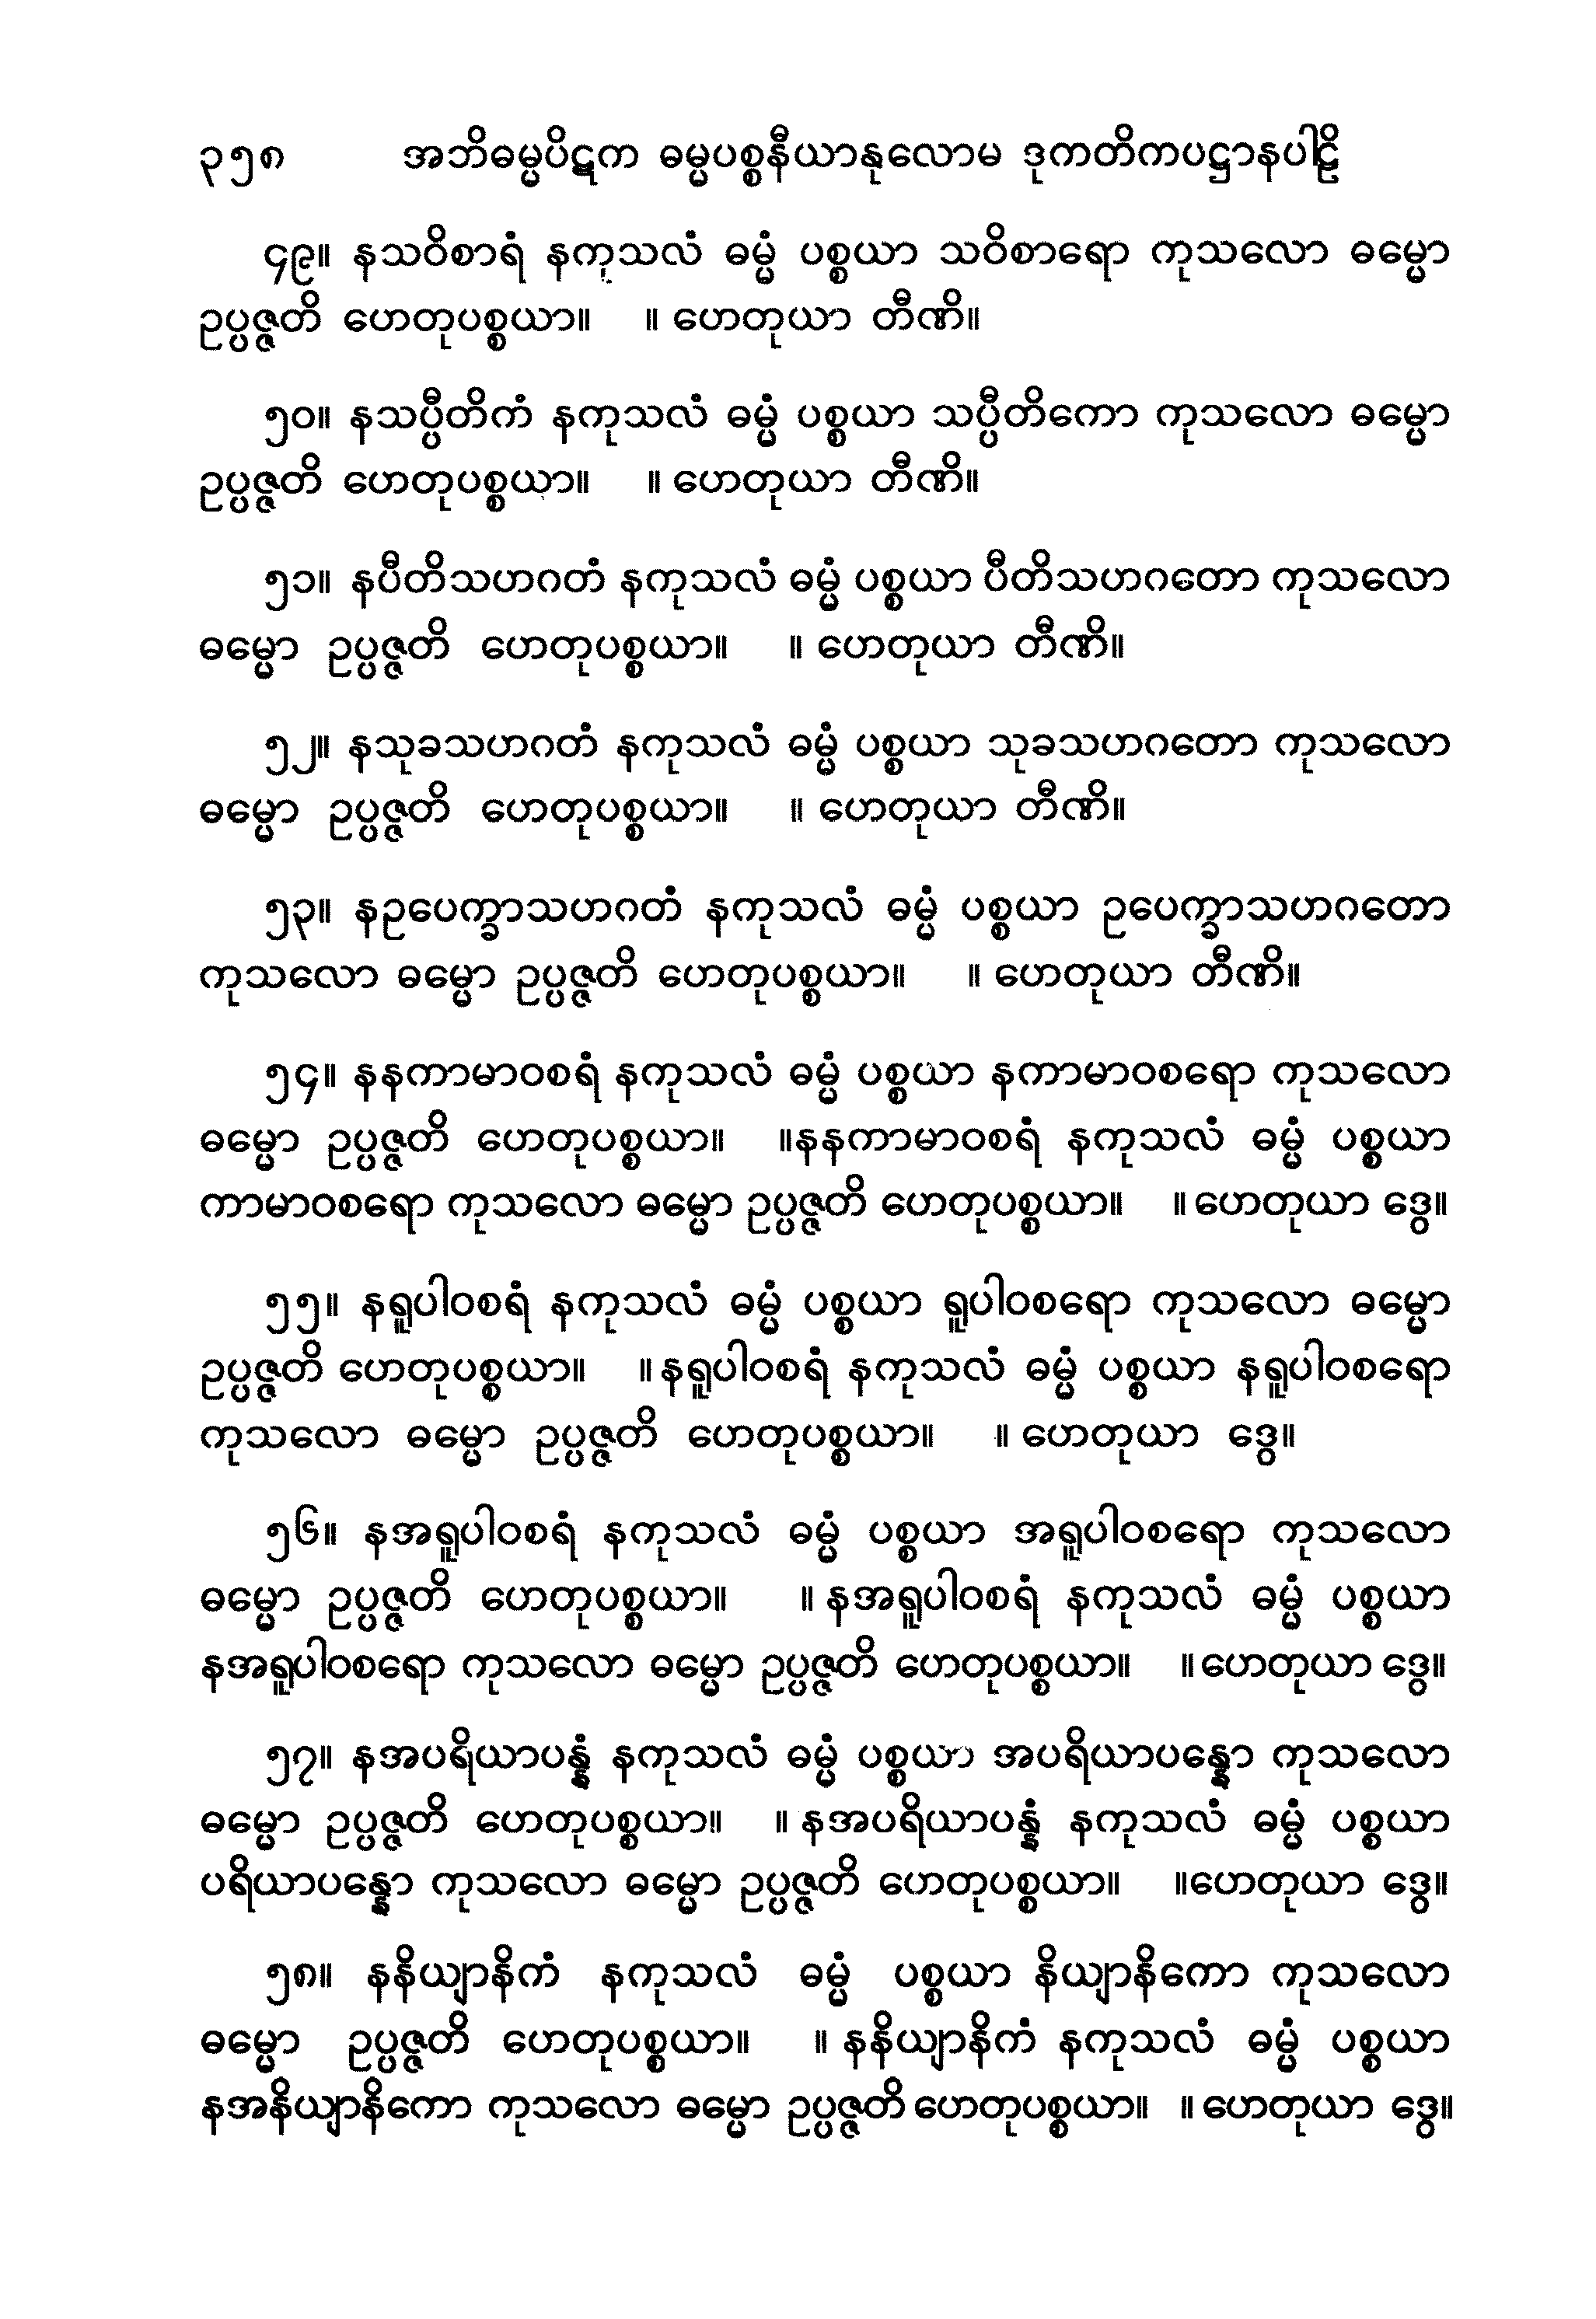 ၃၅၈ အဘိဓမ္မပိဋက ဓမ္မပစ္စနီယာနုလောမ ဒုကတိကပဋ္ဌာနပါဠိ
၄၉။ နသဝိစာရံ နကုသလံ ဓမ္မံ ပစ္စယာ သဝိစာရော ကုသလော ဓမ္မော
ဥပ္ပဇ္ဇတိ ဟေတုပစ္စယာ။ ။ ဟေတုယာ တီဏိ။
၅၀။ နသပ္ပီတိကံ နကုသလံ ဓမ္မံ ပစ္စယာ သပ္ပီတိကော ကုသလော ဓမ္မော
ဥပ္ပဇ္ဇတိ ဟေတုပစ္စယာ။ ။ ဟေတုယာ တီဏိ။
၅၁။ နပီတိသဟဂတံ နကုသလံ ဓမ္မံ ပစ္စယာ ပီတိသဟဂတော ကုသလော
ဓမ္မော ဥပ္ပဇ္ဇတိ ဟေတုပစ္စယာ။ ။ ဟေတုယာ တီဏိ။
၅၂။ နသုခသဟဂတံ နကုသလံ ဓမ္မံ ပစ္စယာ သုခသဟဂတော ကုသလော
ဓမ္မော ဥပ္ပဇ္ဇတိ ဟေတုပစ္စယာ။ ။ ဟေတုယာ တီဏိ။
၅၃။ နဥပေက္ခာသဟဂတံ နကုသလံ ဓမ္မံ ပစ္စယာ ဥပေက္ခာသဟဂတော
ကုသလော ဓမ္မော ဥပ္ပဇ္ဇတိ ဟေတုပစ္စယာ။ ။ ဟေတုယာ တီဏိ။
၅၄။ နနကာမာဝစရံ နကုသလံ ဓမ္မံ ပစ္စယာ နကာမာဝစရော ကုသလော
ဓမ္မော ဥပ္ပဇ္ဇတိ ဟေတုပစ္စယာ။ ။နနကာမာဝစရံ နကုသလံ ဓမ္မံ ပစ္စယာ
ကာမာဝစရော ကုသလော ဓမ္မော ဥပ္ပဇ္ဇတိ ဟေတုပစ္စယာ။ ။ ဟေတုယာ ဒွေ။
၅၅။ နရူပါဝစရံ နကုသလံ ဓမ္မံ ပစ္စယာ ရူပါဝစရော ကုသလော ဓမ္မော
ဥပ္ပဇ္ဇတိ ဟေတုပစ္စယာ။ ။ နရူပါဝစရံ နကုသလံ ဓမ္မံ ပစ္စယာ နရူပါဝစရော
ကုသလော ဓမ္မော ဥပ္ပဇ္ဇတိ ဟေတုပစ္စယာ။ ။ ဟေတုယာ ဒွေ။
၅၆။ နအရူပါဝစရံ နကုသလံ ဓမ္မံ ပစ္စယာ အရူပါဝစရော ကုသလော
ဓမ္မော ဥပ္ပဇ္ဇတိ ဟေတုပစ္စယာ။ ။ နအရူပါဝစရံ နကုသလံ ဓမ္မံ ပစ္စယာ
နအရူပါဝစရော ကုသလော ဓမ္မော ဥပ္ပဇ္ဇတိ ဟေတုပစ္စယာ။ ။ ဟေတုယာ ဒွေ။
၅၇။ နအပရိယာပန္နံ နကုသလံ ဓမ္မံ ပစ္စယာ အပရိယာပန္နော ကုသလော
ဓမ္မော ဥပ္ပဇ္ဇတိ ဟေတုပစ္စယာ။ ။ နအပရိယာပန္နံ နကုသလံ ဓမ္မံ ပစ္စယာ
ပရိယာပန္နော ကုသလော ဓမ္မော ဥပ္ပဇ္ဇတိ ဟေတုပစ္စယာ။ ။ဟေတုယာ ဒွေ။
၅၈။ နနိယျာနိကံ နကုသလံ ဓမ္မံ ပစ္စယာ နိယျာနိကော ကုသလော
ဓမ္မော ဥပ္ပဇ္ဇတိ ဟေတုပစ္စယာ။ ။ နနိယျာနိကံ နကုသလံ ဓမ္မံ ပစ္စယာ
နအနိယျာနိကော ကုသလော ဓမ္မော ဥပ္ပဇ္ဇတိ ဟေတုပစ္စယာ။ ။ ဟေတုယာ ဒွေ။